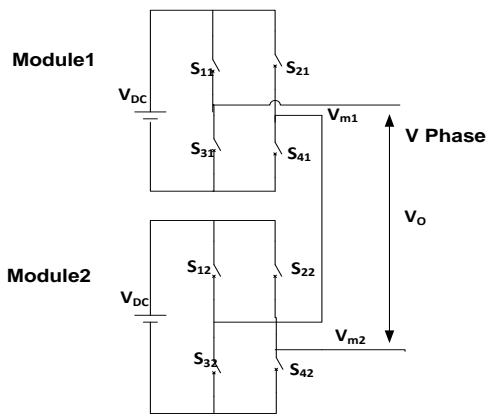 Module1
S11
S21
VDC
Vm1
V Phase
S31
S41
VO
Module2
S12
S22
VDC
Vm2
S32
S42